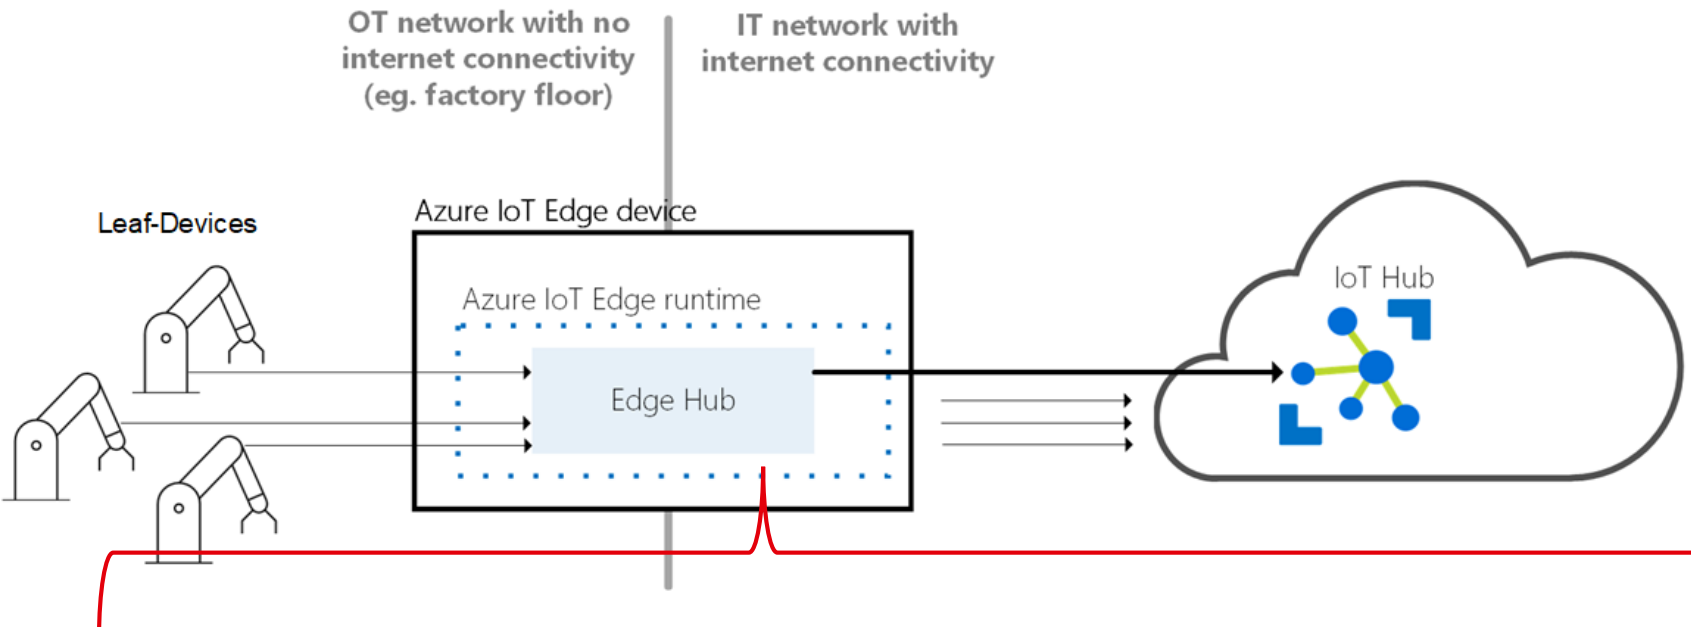 OT network with no
internet connectivity
(eg. factory floor)
IT network with
internet connectivity
Leaf-Devices
Azure IoT Edge device
Azure IoT Edge runtime
Edge Hub
IoT Hub